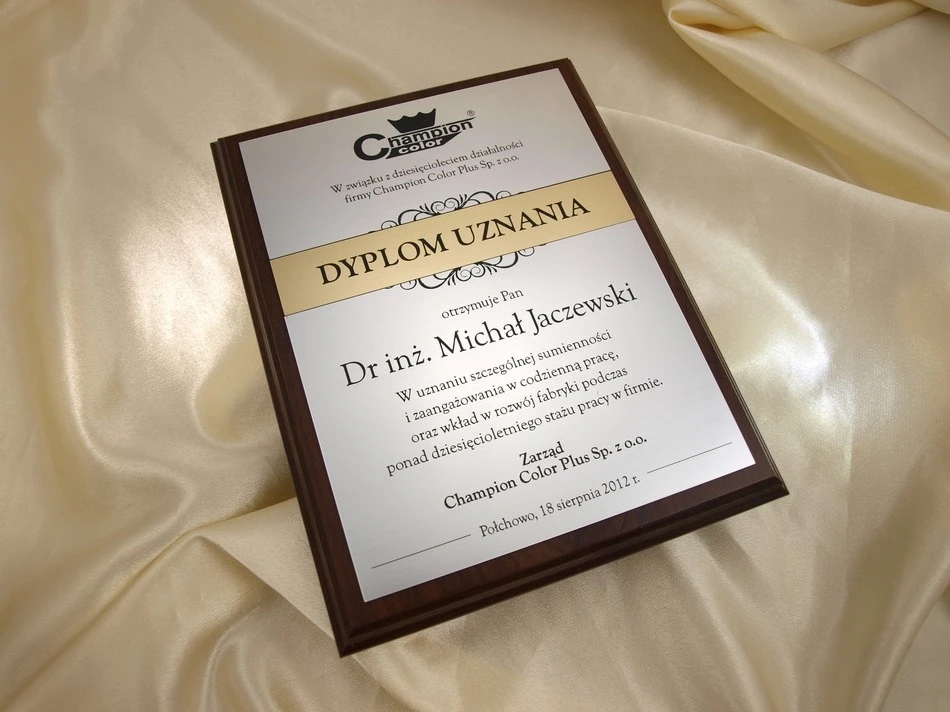 Champion®
color
W związku z dziesięcioleciem działalności
firmy Champion Color Plus Sp. z o.o.
DYPLOM UZNANIA
otrzymuje Pan
Dr inż. Michał Jaczewski
W uznaniu szczególnej sumienności
i zaangażowania w codzienną pracę,
oraz wkład w rozwój fabryki podczas
ponad dziesięcioletniego stażu pracy w firmie.
Zarząd
Champion Color Plus Sp. z o.o.
Połchowo, 18 sierpnia 2012 r.